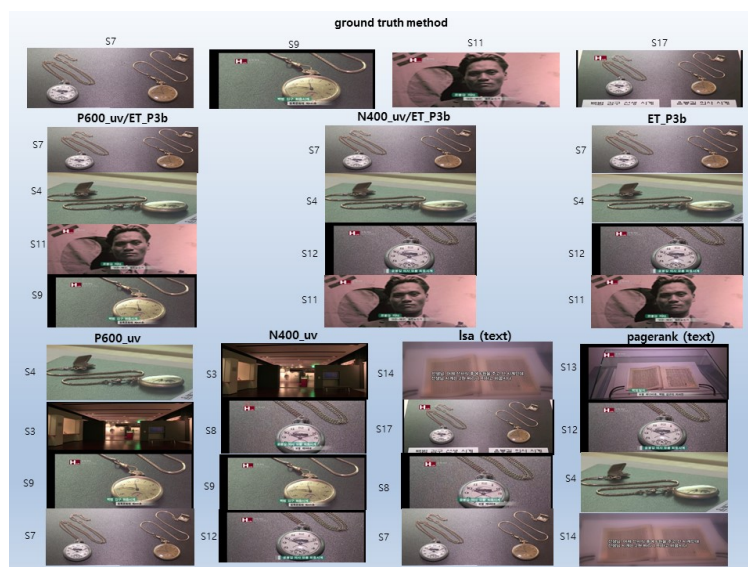 ground truth method
S7 S9 S11 S17
P600_uv/ET_P3b N400_uv/ET_P3b ET_P3b
S7 S7 S7
S4 S4 S4
S11 S12 S12
S9 S11 S11
P600_uv N400_uv lsa (text) pagerank (text)
S4 S3 S14 S13
S3 S8 S17 S12
S9 S9 S8 S4
S7 S12 S7 S14